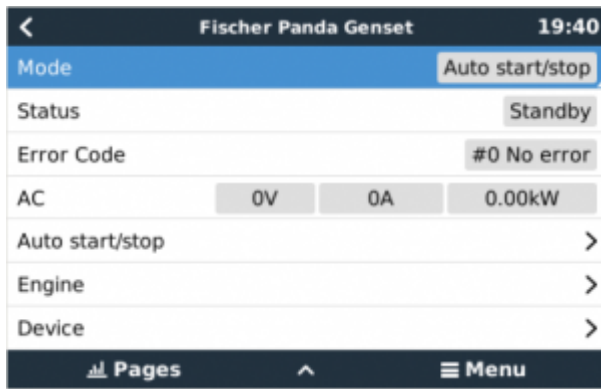 Fischer Panda Genset 19:40
Mode Auto start/stop
Status Standby
Error Code #0 No error
AC 0V 0A 0.00kW
Auto start/stop
Engine
Device
Pages Menu